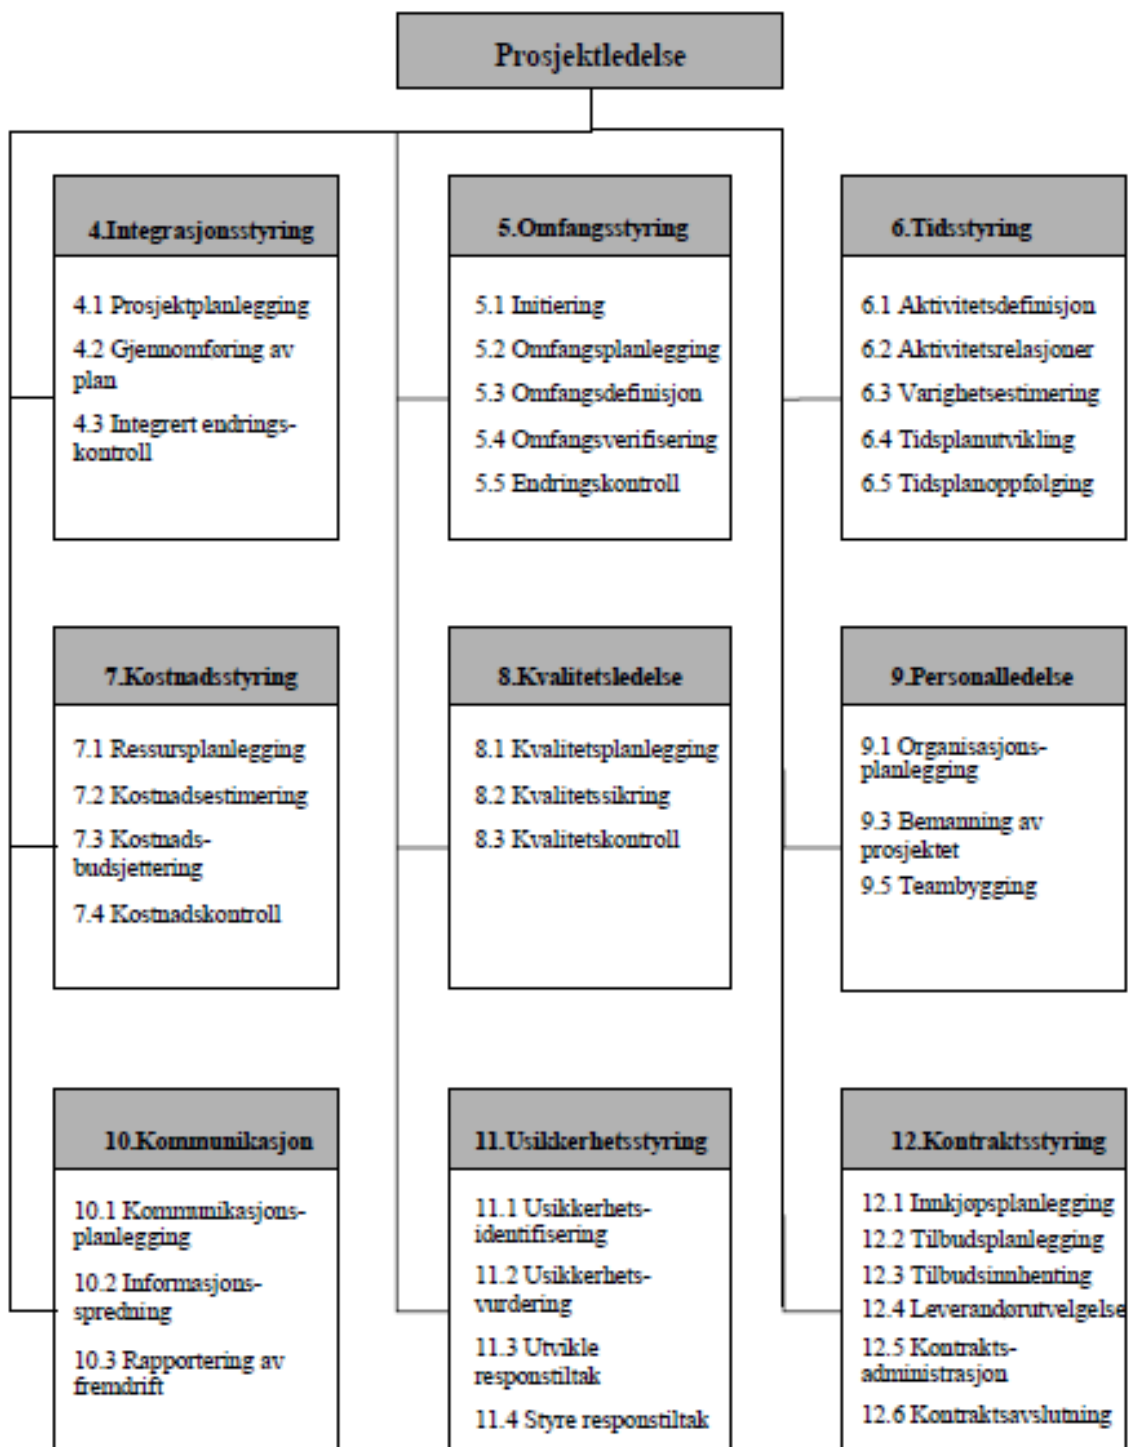 Prosjektledelse
4.Integrasjonsstyring
4.1 Prosjektplanlegging
4.2 Gjennomføring av
plan
4.3 Integrert endrings-
kontroll
5.Omfangsstyring
5.1 Initiering
5.2 Omfangsplanlegging
5.3 Omfangsdefinisjon
5.4 Omfangsverifisering
5.5 Endringskontroll
6.Tidsstyring
6.1 Aktivitetsdefinisjon
6.2 Aktivitetsrelasjoner
6.3 Varighetsestimering
6.4 Tidsplanutvikling
6.5 Tidsplanoppfølging
7.Kostnadsstyring
7.1 Ressursplanlegging
7.2 Kostnadsestimering
7.3 Kostnads-
budsjettering
7.4 Kostnadskontroll
8.Kvalitetsledelse
8.1 Kvalitetsplanlegging
8.2 Kvalitetssikring
8.3 Kvalitetskontroll
9.Personalledelse
9.1 Organisasjons-
planlegging
9.3 Bemanning av
prosjektet
9.5 Teambygging
10.Kommunikasjon
10.1 Kommunikasjons-
planlegging
10.2 Informasjons-
spredning
10.3 Rapportering av
fremdrift
11.Usikkerhetsstyring
11.1 Usikkerhets-
identifisering
11.2 Usikkerhets-
vurdering
11.3 Utvikle
responstiltak
11.4 Styre responstiltak
12.Kontraktsstyring
12.1 Innkjøpsplanlegging
12.2 Tilbudsplanlegging
12.3 Tilbudsinnhenting
12.4 Leverandørutvelgelse
12.5 Kontrakts-
administrasjon
12.6 Kontraktsavslutning